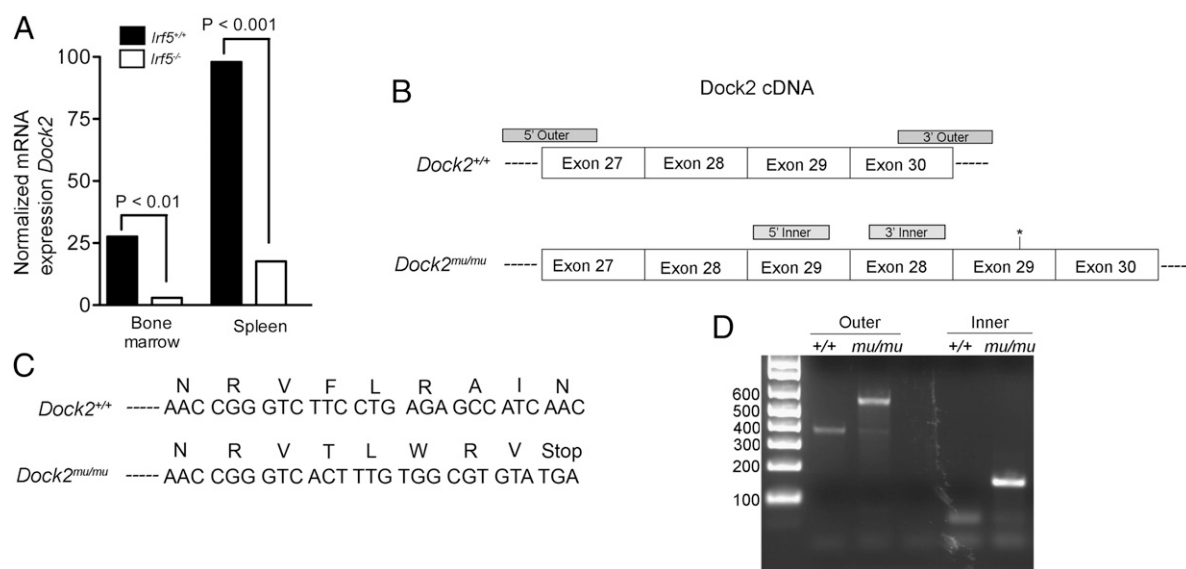 A
P < 0.001
Irf5+/+
Irf5-/-
100
75
50
25
0
Normalized mRNA
expression Dock2
P < 0.01
Bone
marrow
Spleen
B
Dock2 cDNA
5' Outer
3' Outer
Dock2+/+ ----- Exon 27 Exon 28 Exon 29 Exon 30 -----
5' Inner
3' Inner
*
Dock2mu/mu ----- Exon 27 Exon 28 Exon 29 Exon 28 Exon 29 Exon 30 ----
C
N R V F L R A I N
Dock2+/+ ----- AAC CGG GTC TTC CTG AGA GCC ATC AAC
N R V T L W R V Stop
Dock2mu/mu ----- AAC CGG GTC ACT TTG TGG CGT GTA TGA
D
Outer
Inner
+/+ mu/mu
+/+ mu/mu
600
500
400
300
200
100